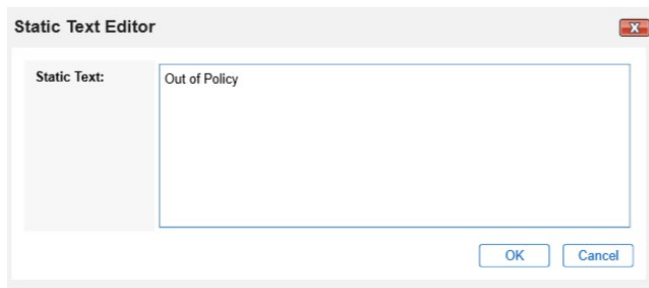 Static Text Editor
X
Static Text:
Out of Policy
OK
Cancel